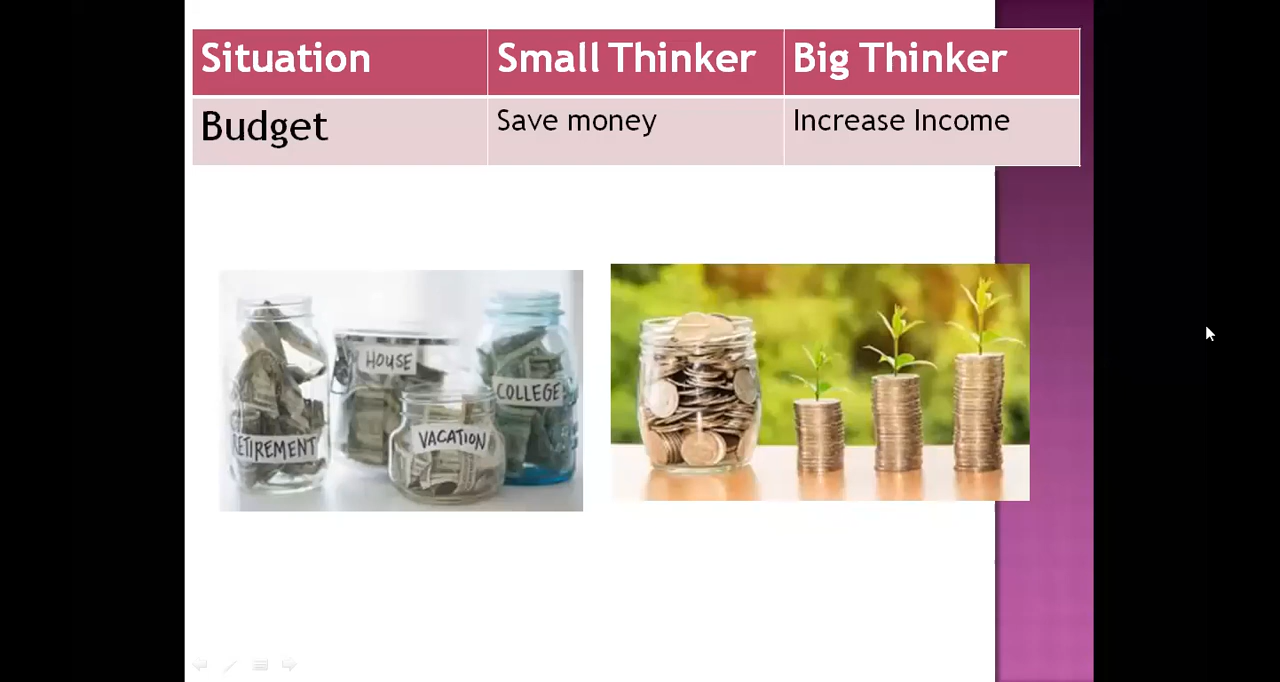 Situation Small Thinker Big Thinker
Budget Save money Increase Income
HOUSE
COLLEGE
VACATION
RETIREMENT